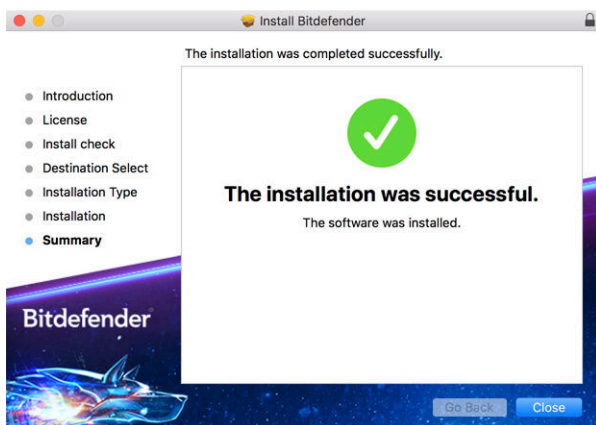 Install Bitdefender
The installation was completed successfully.
Introduction
License
Install check
Destination Select
Installation Type
Installation
Summary
The installation was successful.
The software was installed.
Bitdefender
Go Back
Close